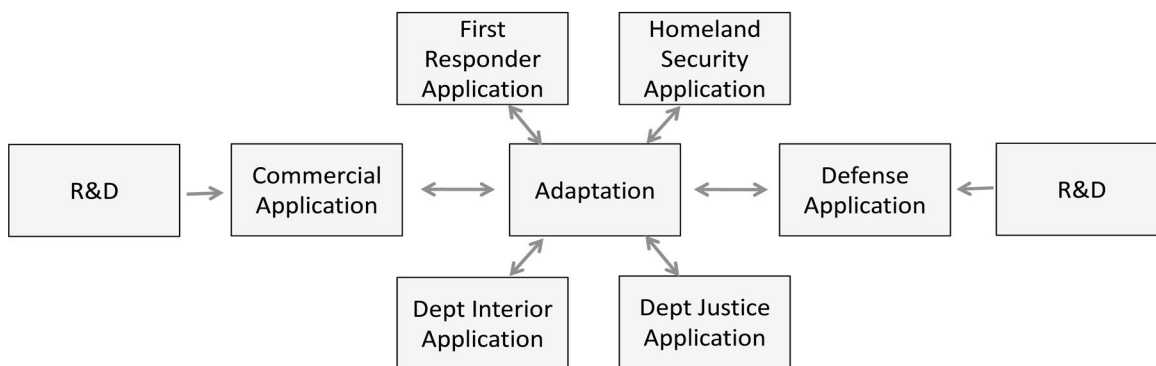 First
Responder
Application
Homeland
Security
Application
R&D
Commercial
Application
Adaptation
Defense
Application
R&D
Dept Interior
Application
Dept Justice
Application